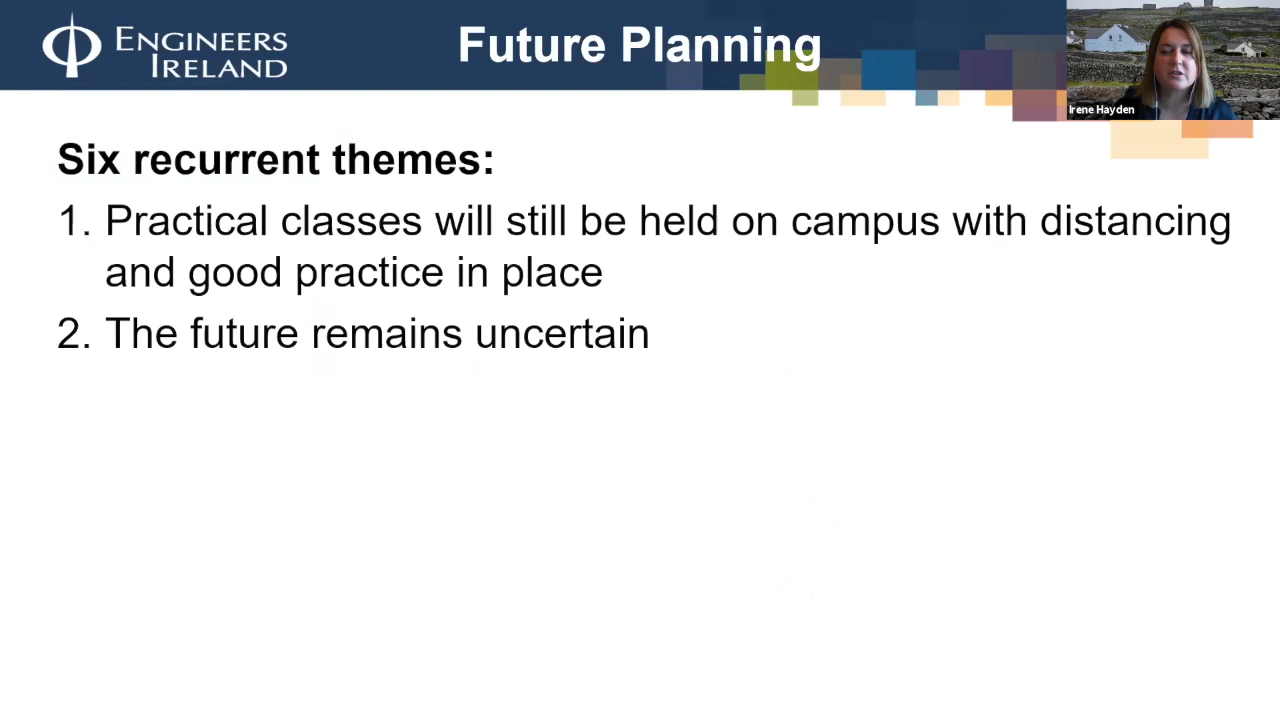 ENGINEERS
IRELAND
Future Planning
Irene Hayden
Six recurrent themes:
1. Practical classes will still be held on campus with distancing
and good practice in place
2. The future remains uncertain